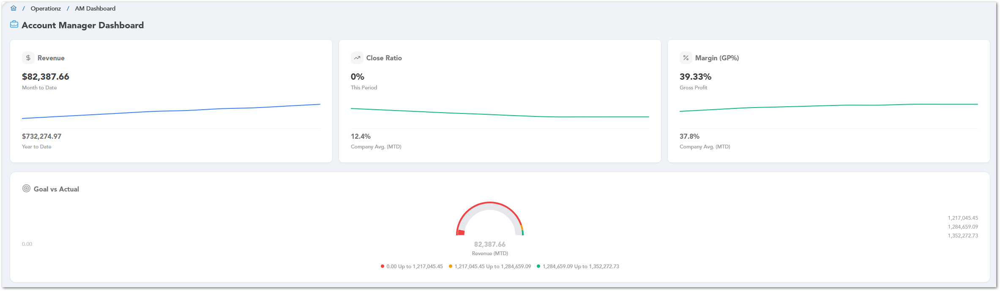 / Operationz / AM Dashboard
Account Manager Dashboard
$ Revenue
$82,387.66
Month to Date
$732,274.97
Year to Date
Close Ratio
0%
This Period
12.4%
Company Avg. (MTD)
% Margin (GP%)
39.33%
Gross Profit
37.8%
Company Avg. (MTD)
Goal vs Actual
0.00
82,387.66
Revenue (MTD)
1,217,045.45
1,284,659.09
1,352,272.73
0.00 Up to 1,217,045.45 1,217,045.45 Up to 1,284,659.09 1,284,659.09 Up to 1,352,272.73